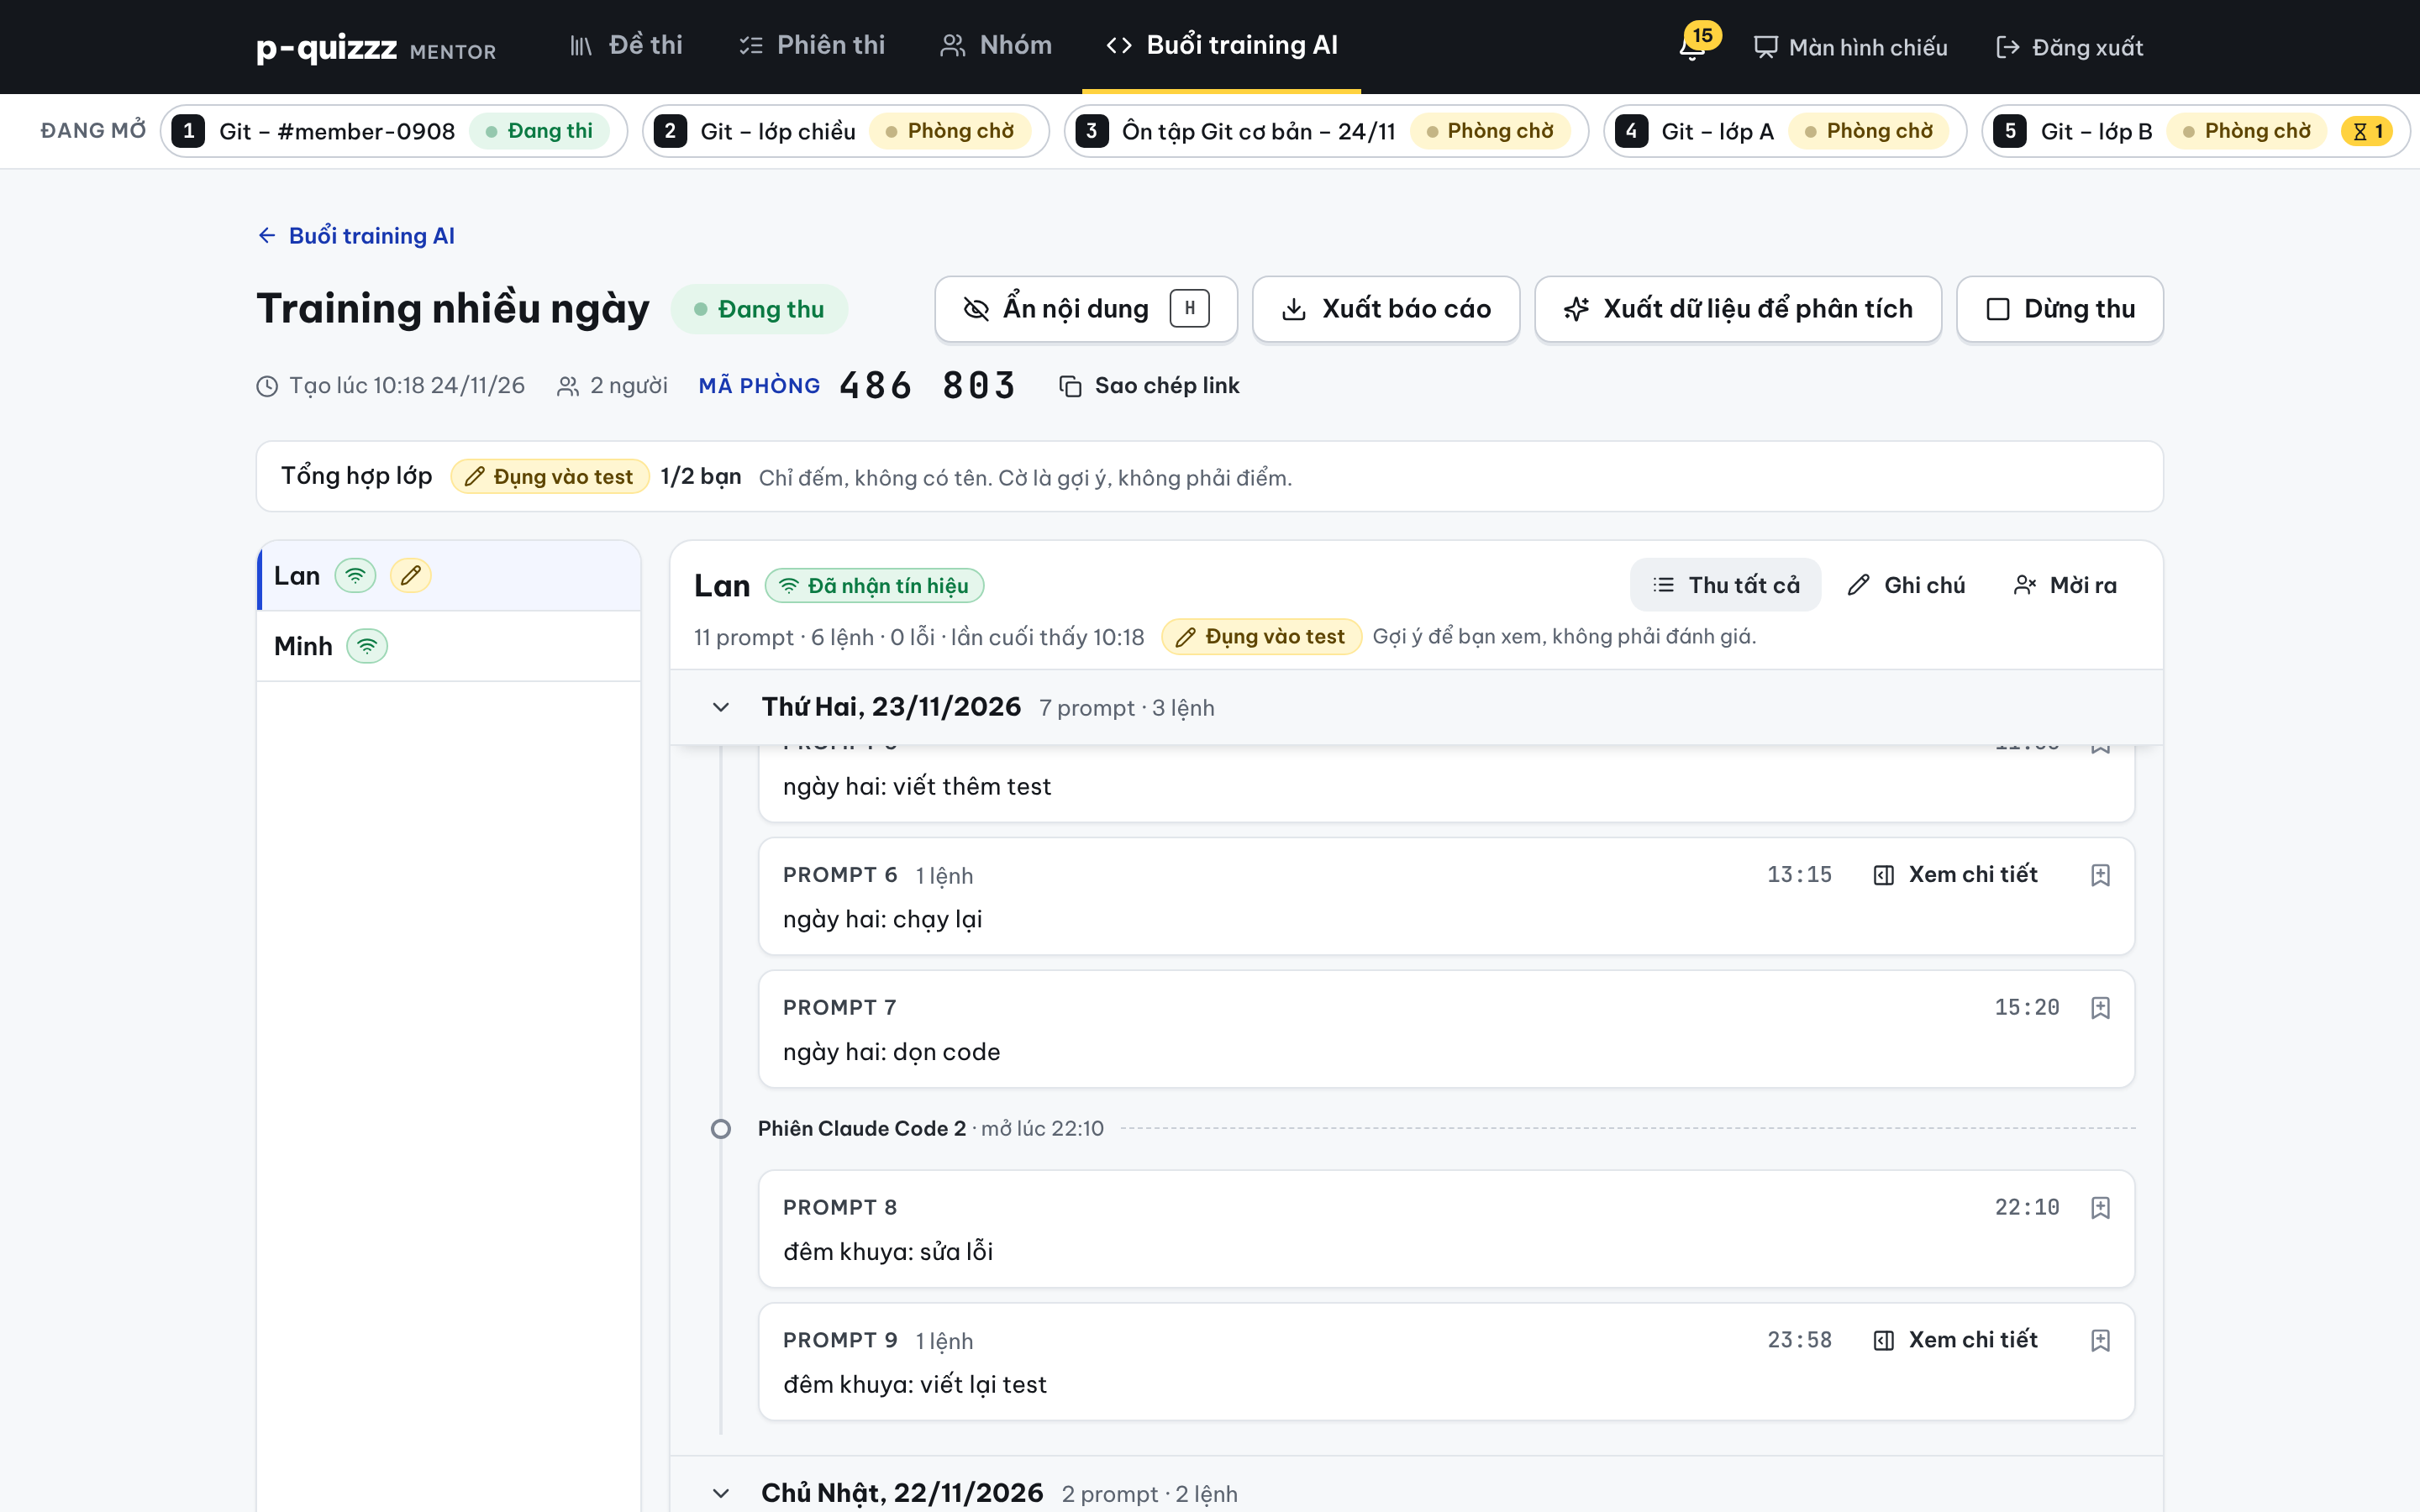 p-quizzz MENTOR Đề thi Phiên thi Nhóm Buổi training AI 15 Màn hình chiếu Đăng xuất
ĐANG MỞ 1 Git – #member-0908 Đang thi 2 Git – lớp chiều Phòng chờ 3 Ôn tập Git cơ bản – 24/11 Phòng chờ 4 Git – lớp A Phòng chờ 5 Git – lớp B Phòng chờ 1
Buổi training AI
Training nhiều ngày Đang thu Ẩn nội dung H Xuất báo cáo Xuất dữ liệu để phân tích Dừng thu
Tạo lúc 10:18 24/11/26 2 người MÃ PHÒNG 486 803 Sao chép link
Tổng hợp lớp Đụng vào test 1/2 bạn Chỉ đếm, không có tên. Cờ là gợi ý, không phải điểm.
Lan
Minh
Lan Đã nhận tín hiệu Thu tất cả Ghi chú Mời ra
11 prompt · 6 lệnh · 0 lỗi · lần cuối thấy 10:18 Đụng vào test Gợi ý để bạn xem, không phải đánh giá.
Thứ Hai, 23/11/2026 7 prompt · 3 lệnh
ngày hai: viết thêm test
PROMPT 6 1 lệnh 13:15 Xem chi tiết
ngày hai: chạy lại
PROMPT 7 15:20
ngày hai: dọn code
Phiên Claude Code 2 · mở lúc 22:10
PROMPT 8 22:10
đêm khuya: sửa lỗi
PROMPT 9 1 lệnh 23:58 Xem chi tiết
đêm khuya: viết lại test
Chủ Nhật, 22/11/2026 2 prompt · 2 lệnh